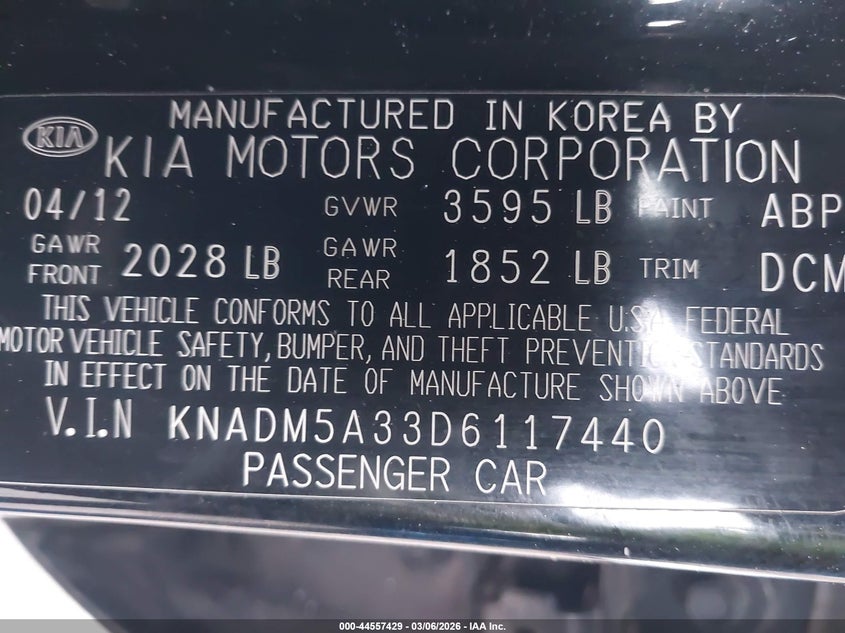 MANUFACTURED IN KOREA BY
KIA KIA MOTORS CORPORATION
04/12 GVWR 3595 LB PAINT ABP
GAWR FRONT 2028 LB GAWR REAR 1852 LB TRIM DCM
THIS VEHICLE CONFORMS TO ALL APPLICABLE U.S.A. FEDERAL
MOTOR VEHICLE SAFETY, BUMPER, AND THEFT PREVENTION STANDARDS
IN EFFECT ON THE DATE OF MANUFACTURE SHOWN ABOVE
V.I.N KNADM5A33D6117440
PASSENGER CAR
000-44557429 - 03/06/2026 - IAA Inc.